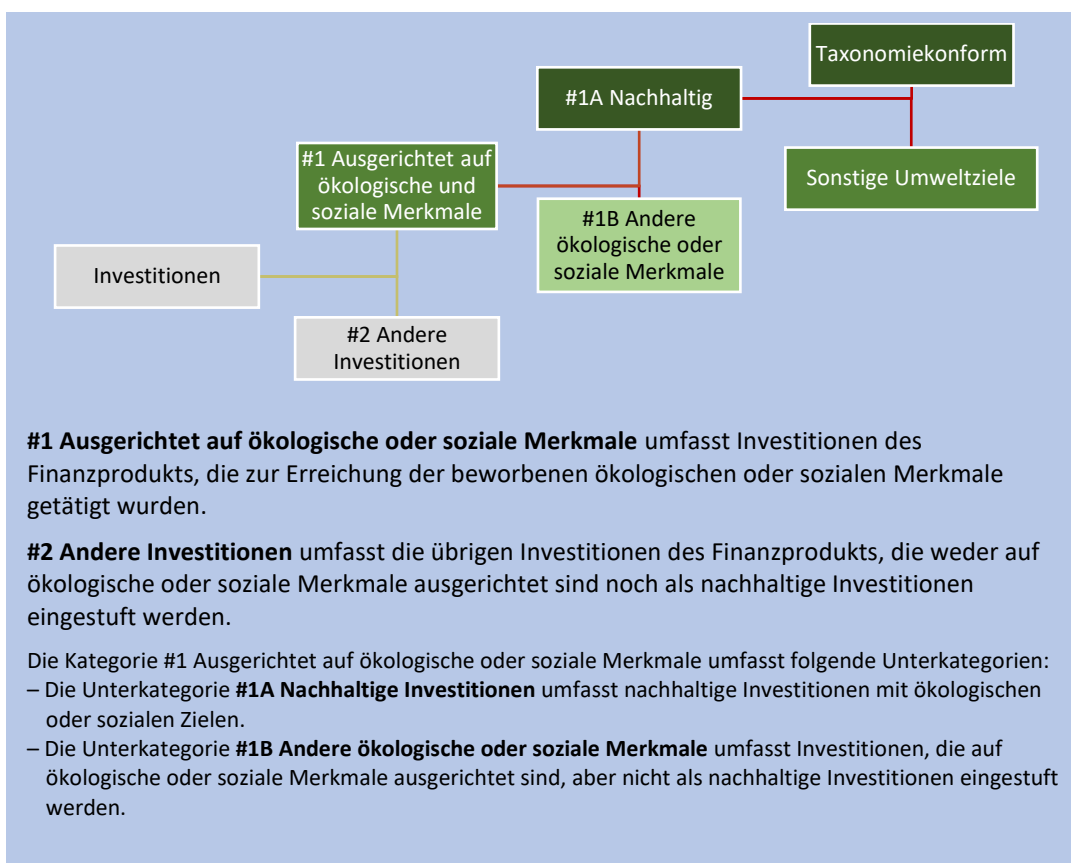 Taxonomiekonform
#1A Nachhaltig
#1 Ausgerichtet auf
ökologische und
soziale Merkmale
Sonstige Umweltziele
#1B Andere
ökologische oder
soziale Merkmale
Investitionen
#2 Andere
Investitionen
#1 Ausgerichtet auf ökologische oder soziale Merkmale umfasst Investitionen des
Finanzprodukts, die zur Erreichung der beworbenen ökologischen oder sozialen Merkmale
getätigt wurden.
#2 Andere Investitionen umfasst die übrigen Investitionen des Finanzprodukts, die weder auf
ökologische oder soziale Merkmale ausgerichtet sind noch als nachhaltige Investitionen
eingestuft werden.
Die Kategorie #1 Ausgerichtet auf ökologische oder soziale Merkmale umfasst folgende Unterkategorien:
– Die Unterkategorie #1A Nachhaltige Investitionen umfasst nachhaltige Investitionen mit ökologischen
oder sozialen Zielen.
– Die Unterkategorie #1B Andere ökologische oder soziale Merkmale umfasst Investitionen, die auf
ökologische oder soziale Merkmale ausgerichtet sind, aber nicht als nachhaltige Investitionen eingestuft
werden.